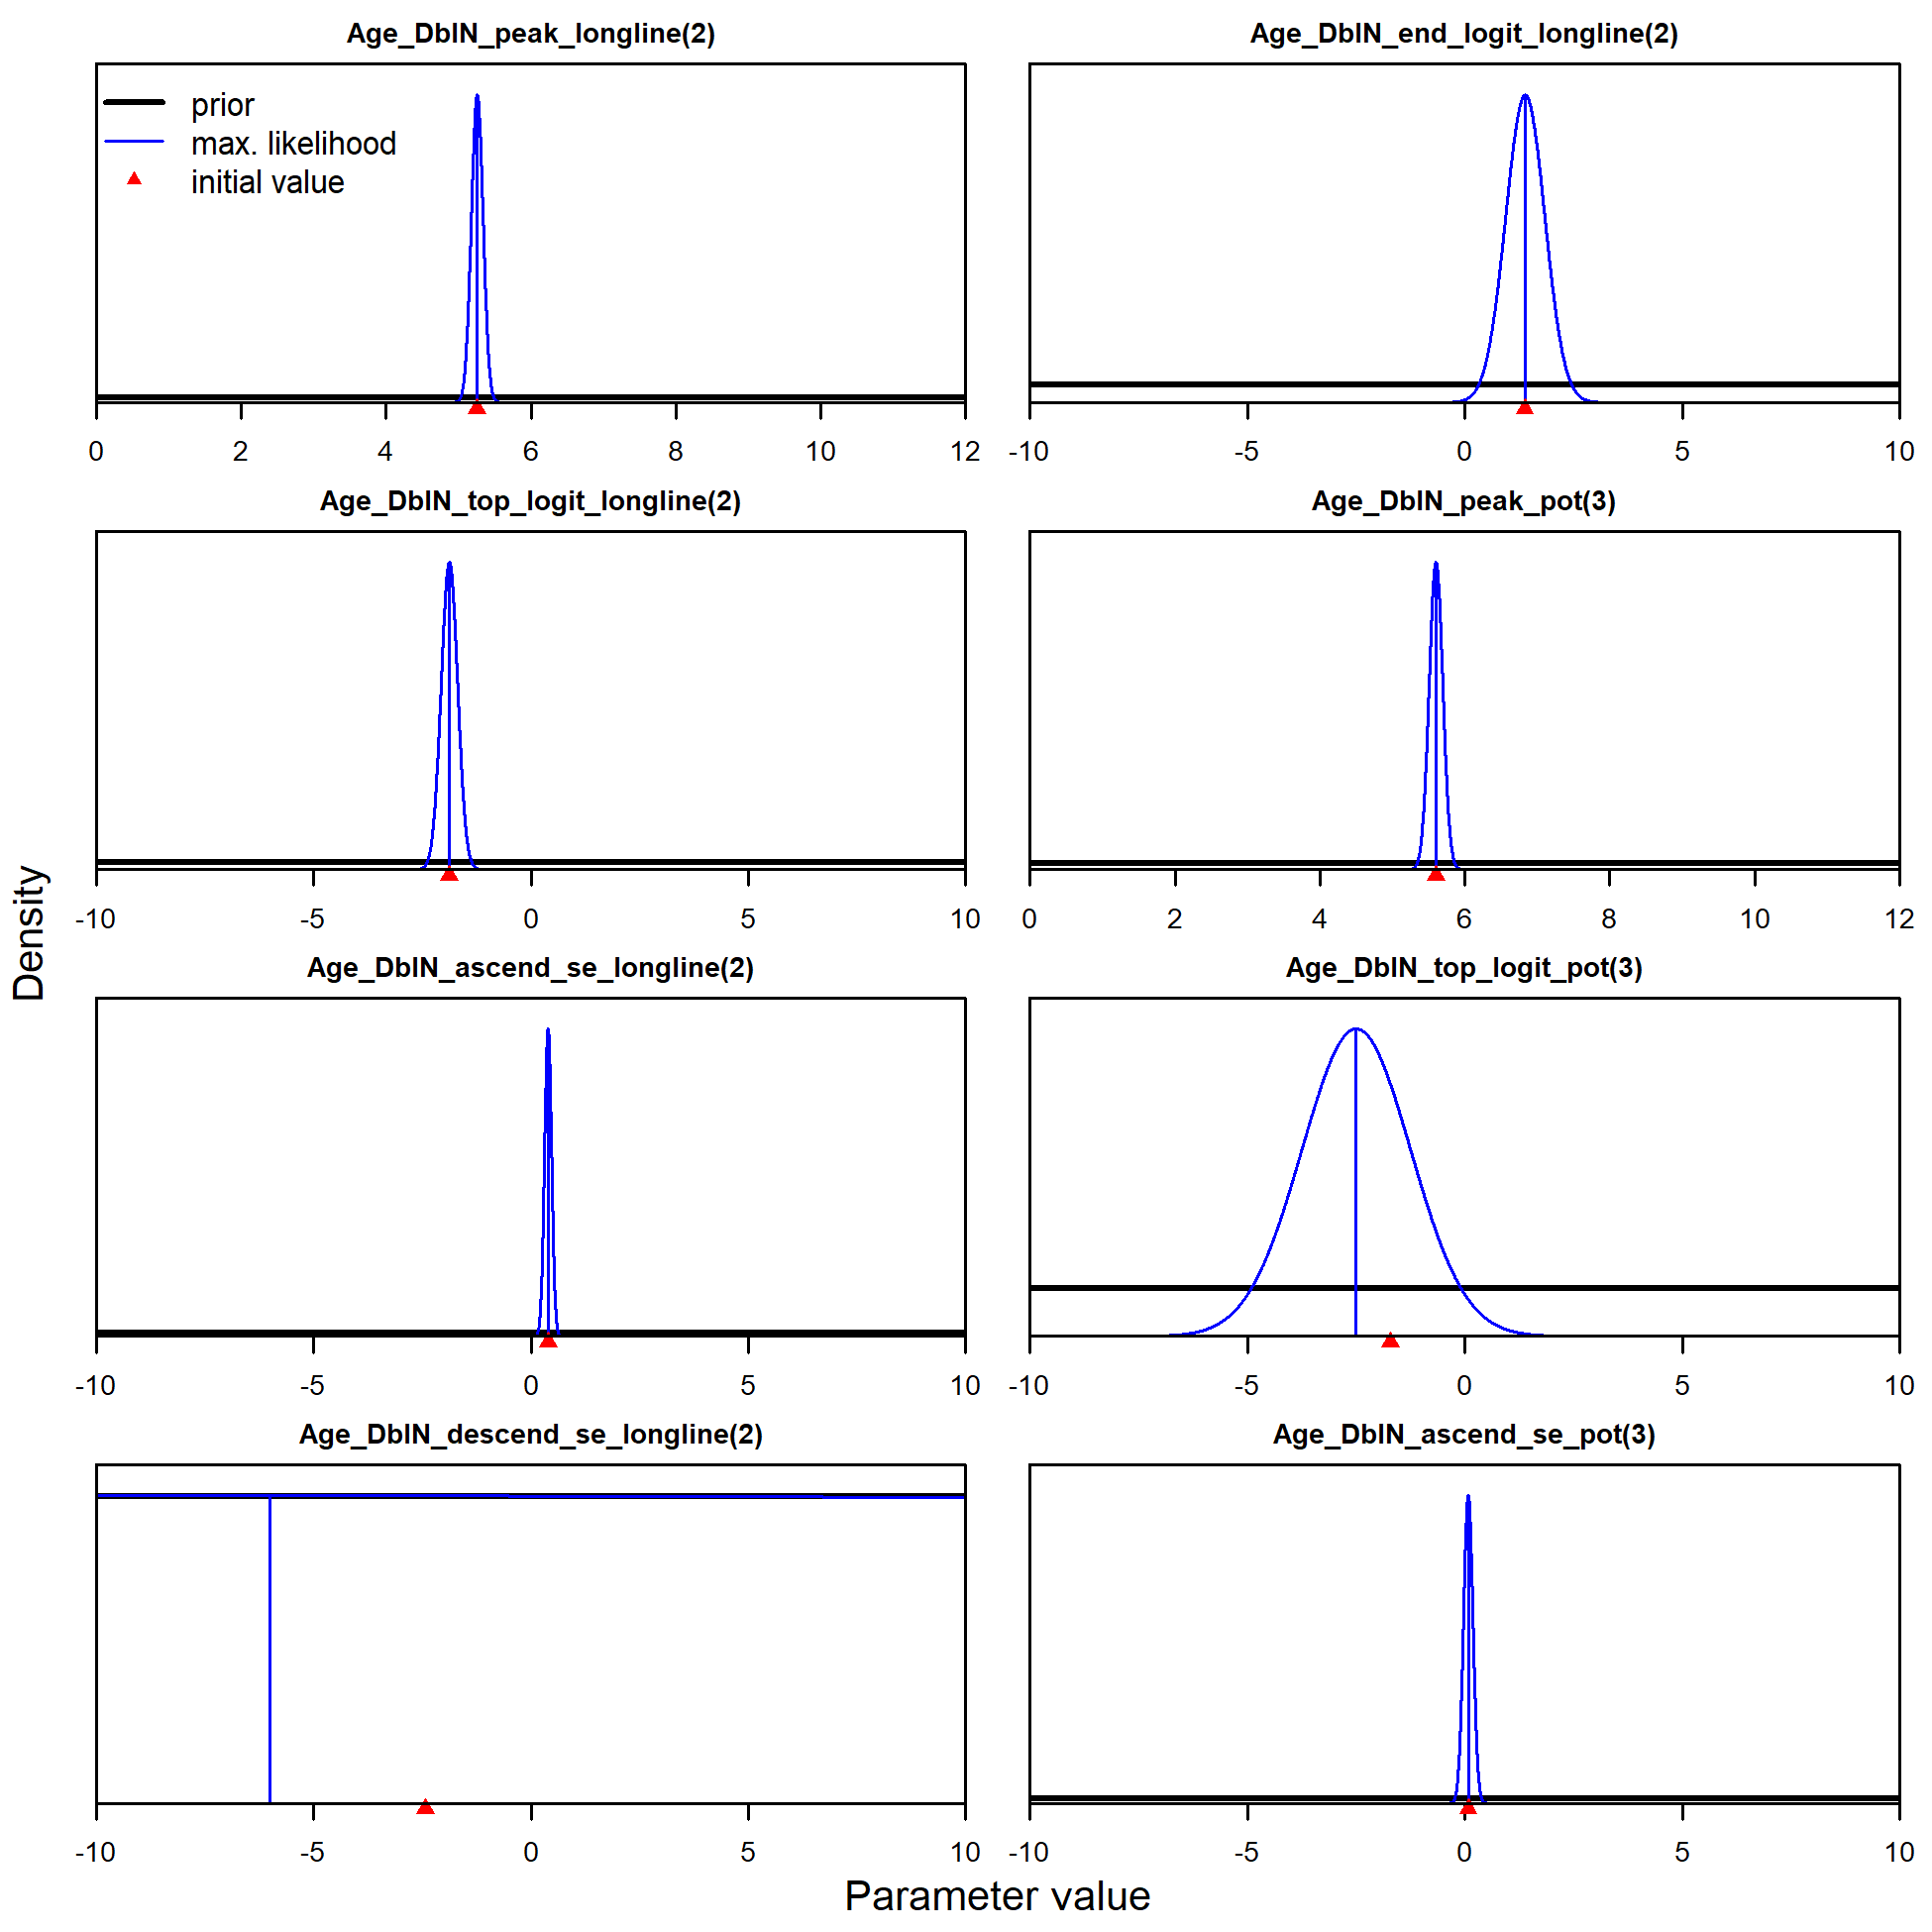 Age_DblN_peak_longline(2)
prior
max. likelihood
initial value
0 2 4 6 8 10 12
Age_DblN_end_logit_longline(2)
-10 -5 0 5 10
Age_DblN_top_logit_longline(2)
-10 -5 0 5 10
Age_DblN_peak_pot(3)
0 2 4 6 8 10 12
Age_DblN_ascend_se_longline(2)
-10 -5 0 5 10
Age_DblN_top_logit_pot(3)
-10 -5 0 5 10
Age_DblN_descend_se_longline(2)
-10 -5 0 5 10
Age_DblN_ascend_se_pot(3)
-10 -5 0 5 10
Density
Parameter value